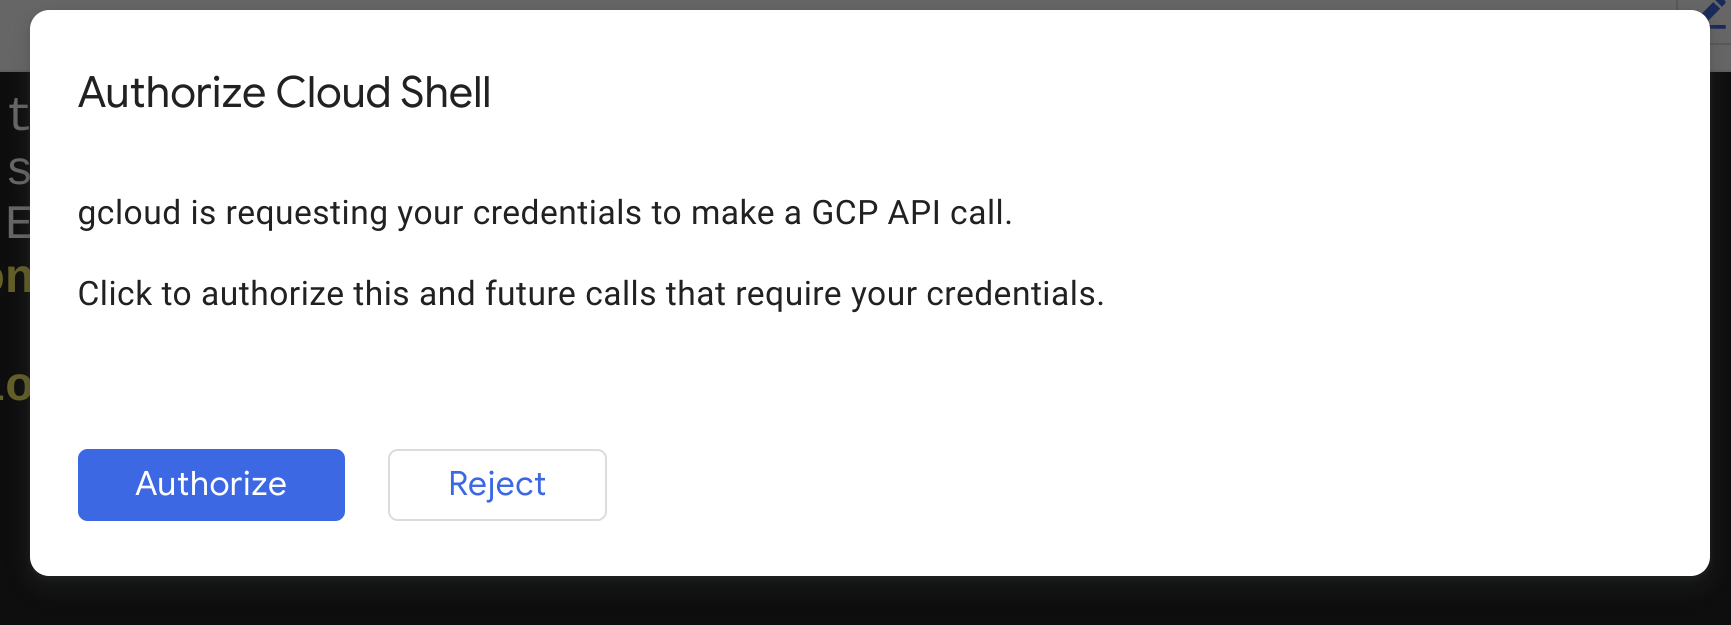 Authorize Cloud Shell
gcloud is requesting your credentials to make a GCP API call.
Click to authorize this and future calls that require your credentials.
Authorize
Reject